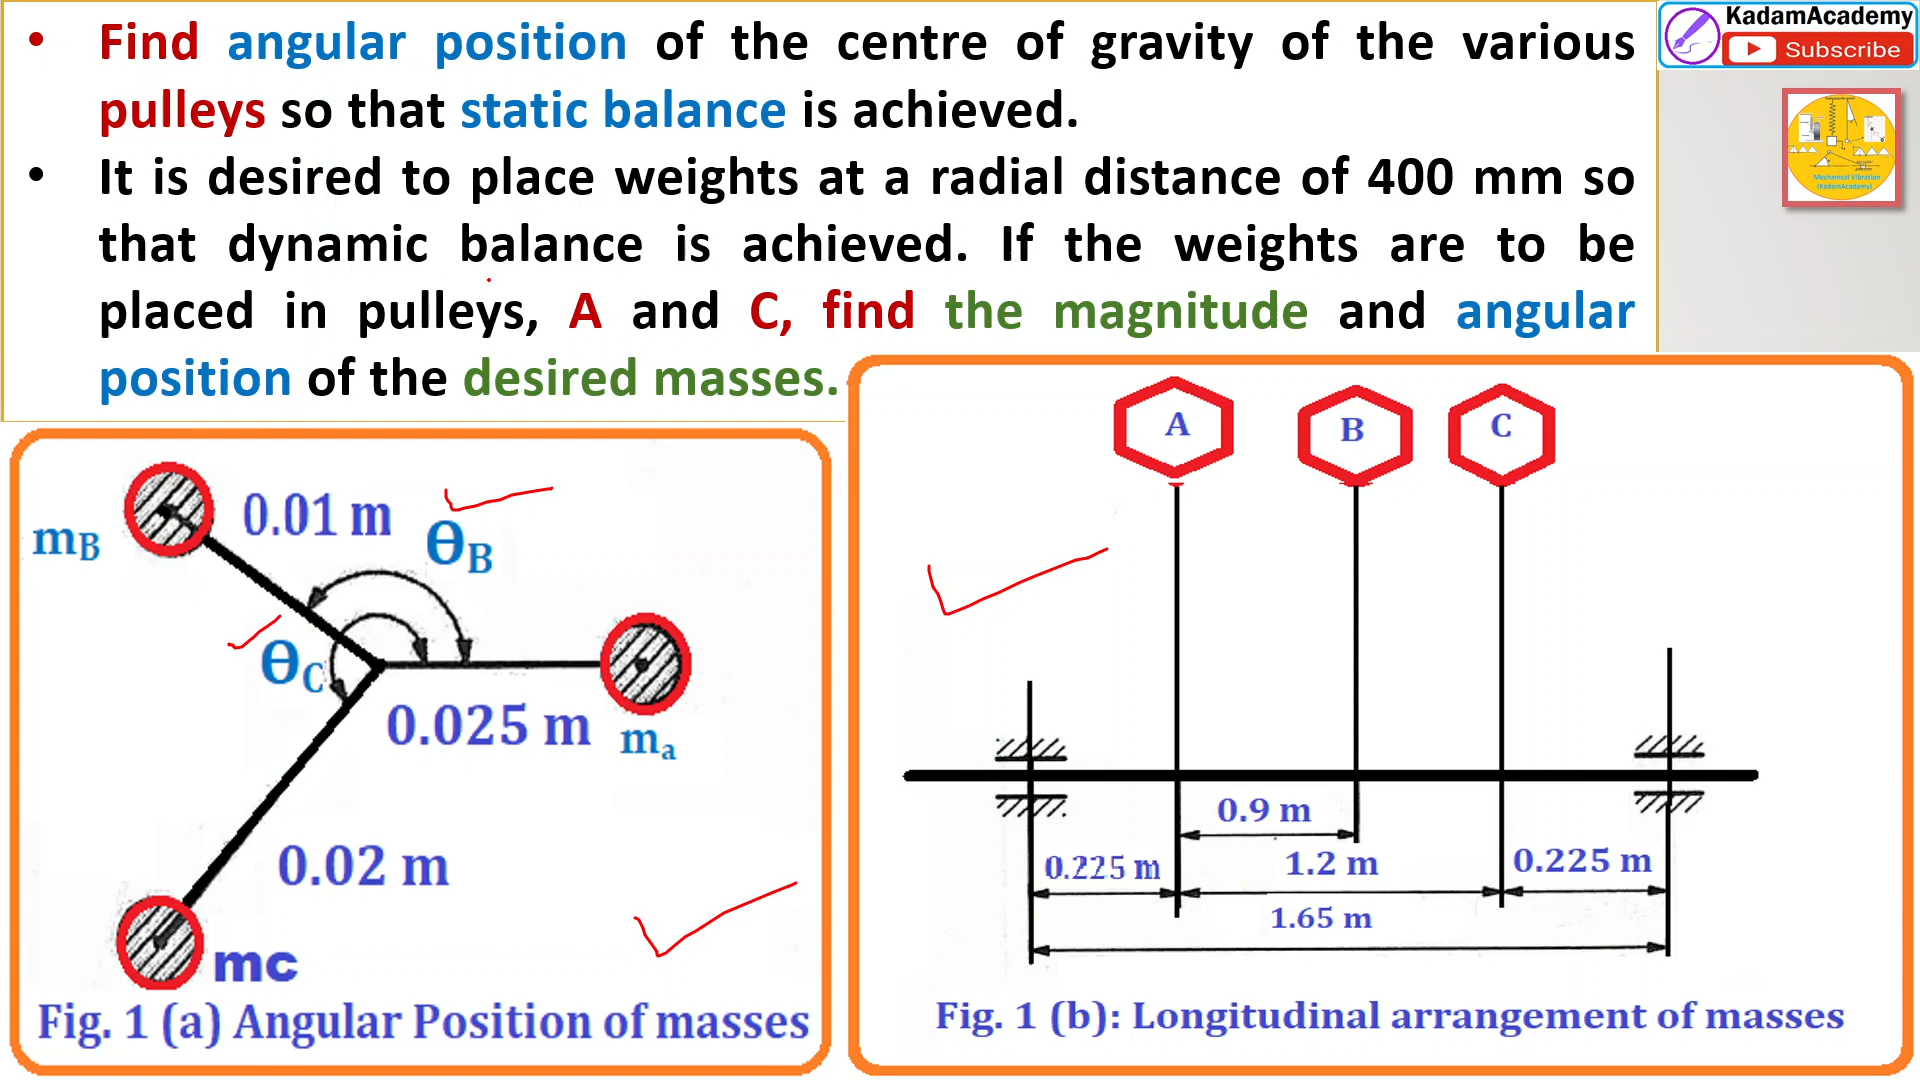 • Find angular position of the centre of gravity of the various
pulleys so that static balance is achieved.
• It is desired to place weights at a radial distance of 400 mm so
that dynamic balance is achieved. If the weights are to be
placed in pulleys, A and C, find the magnitude and angular
position of the desired masses.
KadamAcademy
Subscribe
Mechanical Vibration
(KadamAcademy)
mB
0.01 m
θB
θC
0.025 m
ma
0.02 m
mc
Fig. 1 (a) Angular Position of masses
A
B
C
0.9 m
0.225 m
1.2 m
0.225 m
1.65 m
Fig. 1 (b): Longitudinal arrangement of masses